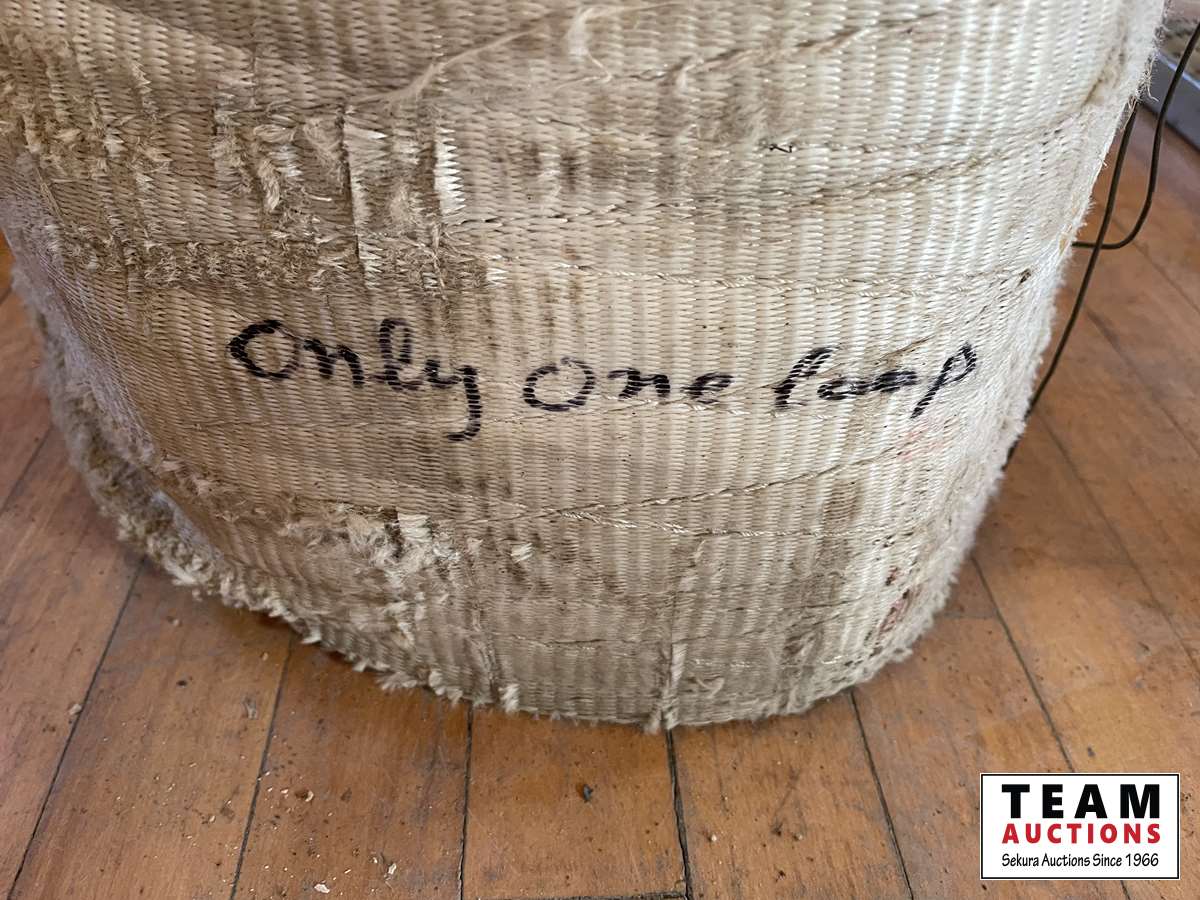 Only One loop
TEAM
AUCTIONS
Sekura Auctions Since 1966